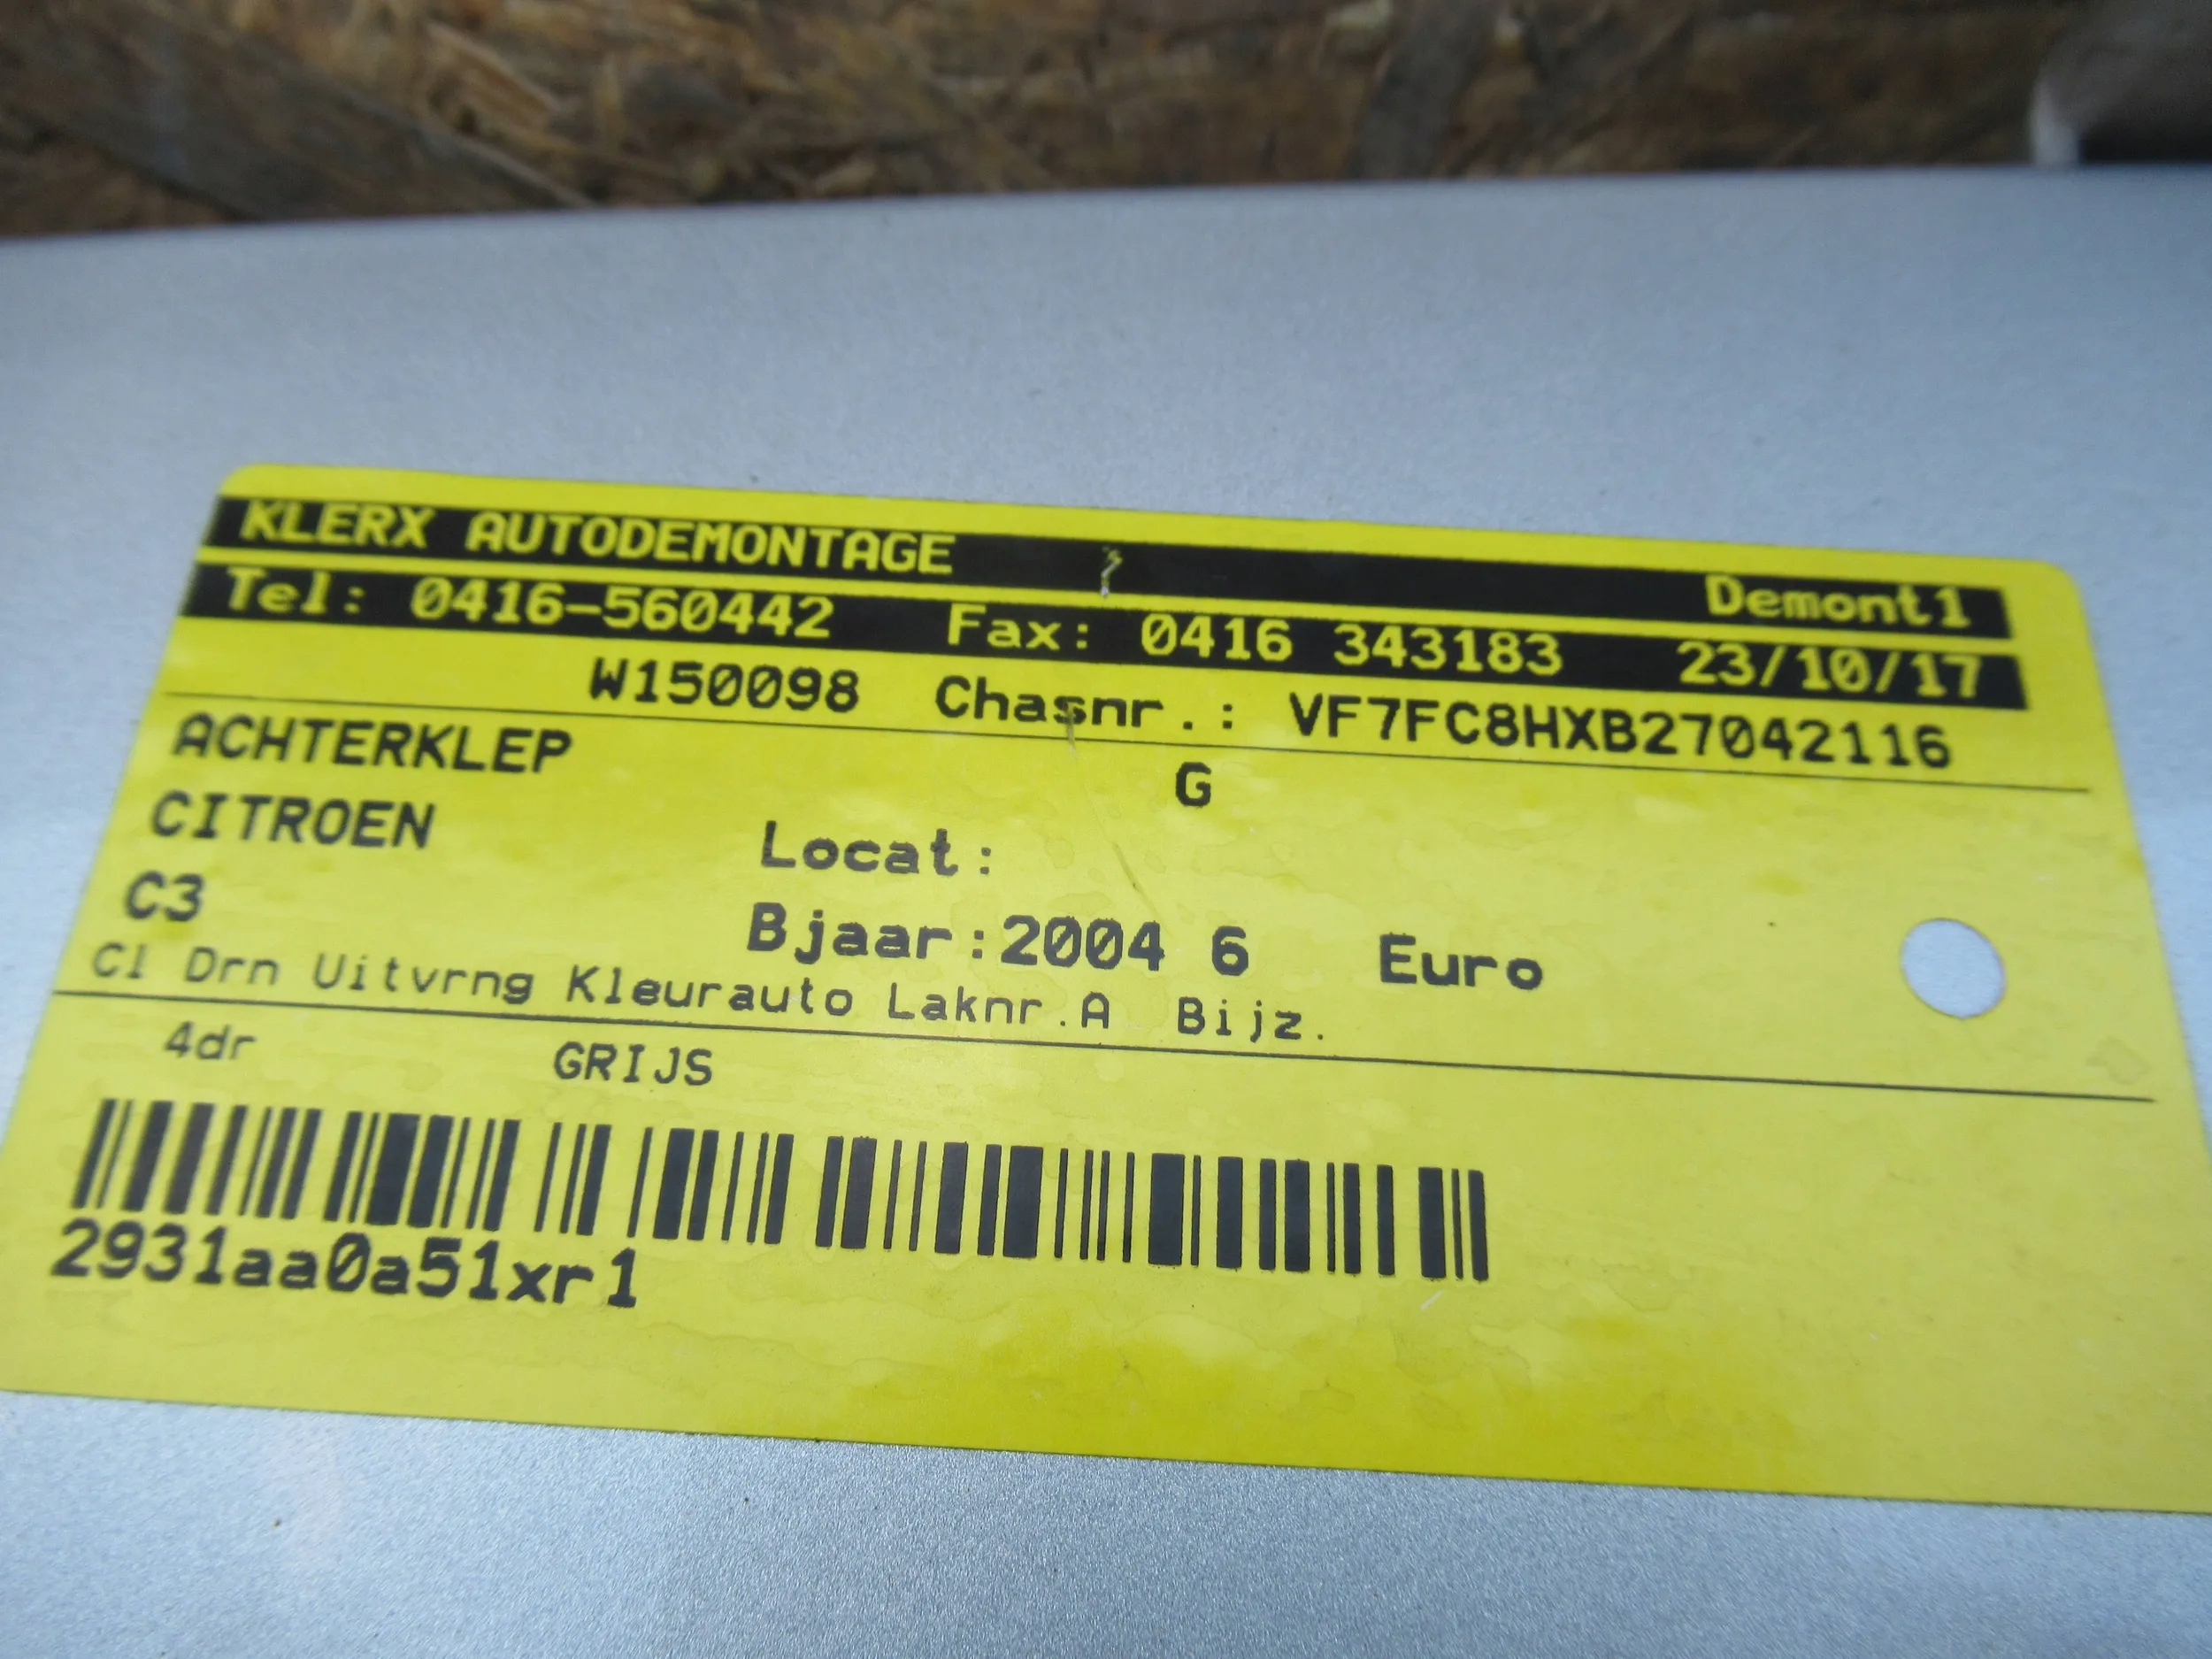 KLERX AUTODEMONTAGE Demont1
Tel: 0416-560442 Fax: 0416 343183 23/10/17
W150098 Chasnr.: VF7FC8HXB27042116
ACHTERKLEP G
CITROEN Locat:
C3 Bjaar:2004 6 Euro
Cl Drn Uitvrng Kleurauto Laknr.A Bijz.
4dr GRIJS
2931aa0a51xr1